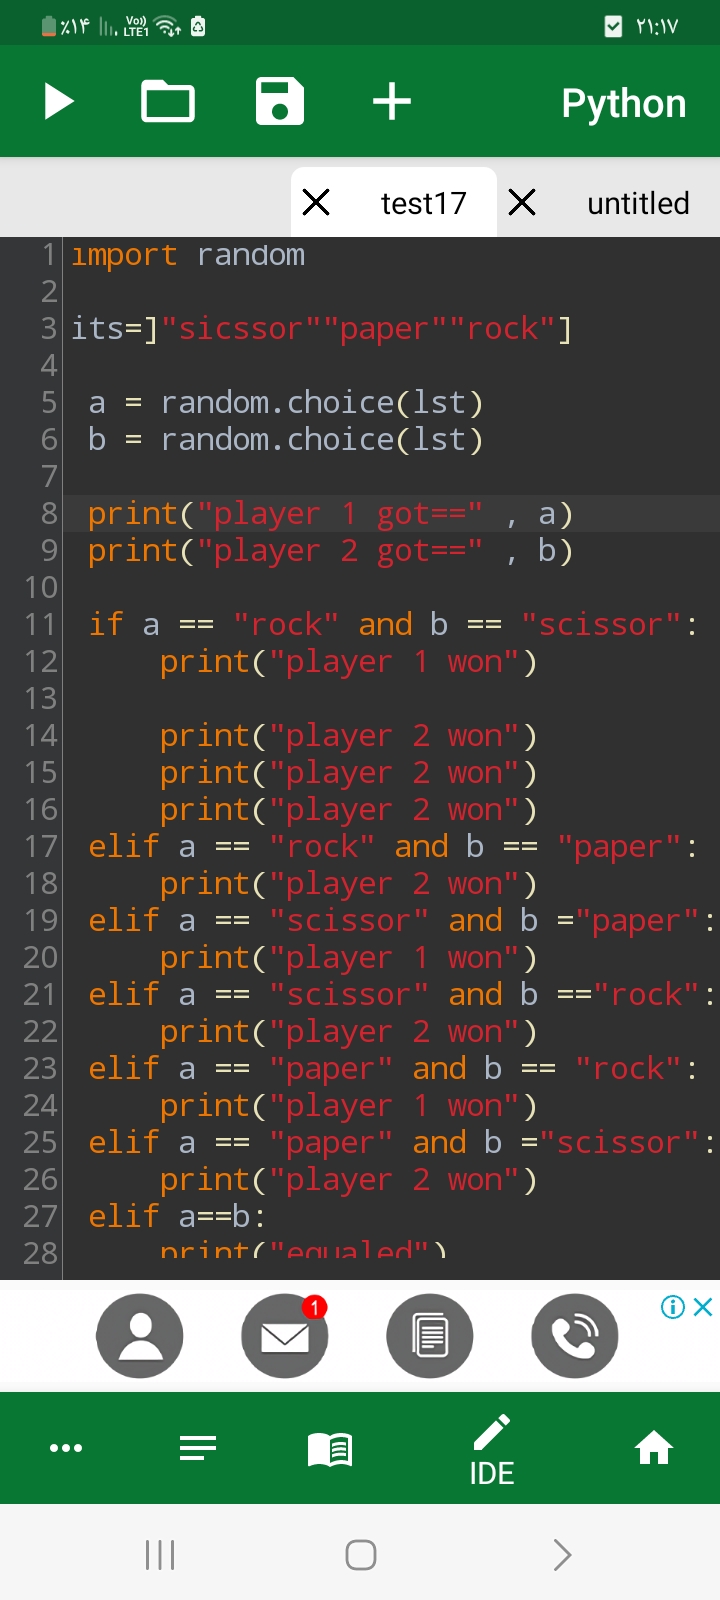 ٪۱۴ Vo)) LTE1 ۲۱:۱۷
Python
test17 untitled
1 import random
2
3 its=]"sicssor""paper""rock"]
4
5 a = random.choice(lst)
6 b = random.choice(lst)
7
8 print("player 1 got==" , a)
9 print("player 2 got==" , b)
10
11 if a == "rock" and b == "scissor":
12 print("player 1 won")
13
14 print("player 2 won")
15 print("player 2 won")
16 print("player 2 won")
17 elif a == "rock" and b == "paper":
18 print("player 2 won")
19 elif a == "scissor" and b ="paper":
20 print("player 1 won")
21 elif a == "scissor" and b =="rock":
22 print("player 2 won")
23 elif a == "paper" and b == "rock":
24 print("player 1 won")
25 elif a == "paper" and b ="scissor":
26 print("player 2 won")
27 elif a==b:
28 print("equaled")
1
IDE